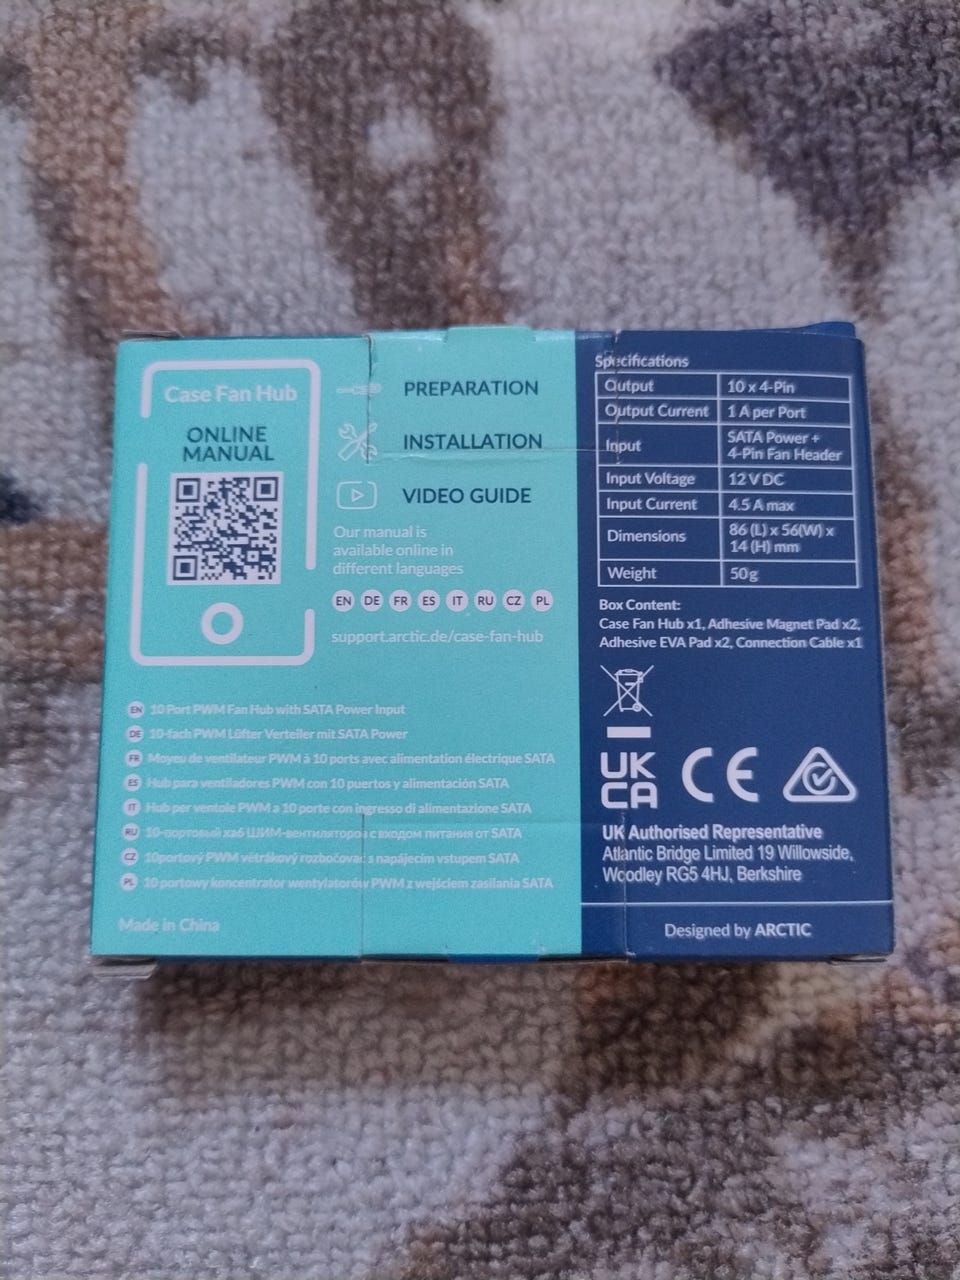 Case Fan Hub
ONLINE
MANUAL
PREPARATION
INSTALLATION
VIDEO GUIDE
Our manual is
available online in
different languages
EN DE FR ES IT RU CZ PL
support.arctic.de/case-fan-hub
EN 10 Port PWM Fan Hub with SATA Power Input
DE 10-fach PWM Lüfter Verteiler mit SATA Power
FR Moyeu de ventilateur PWM à 10 ports avec alimentation électrique SATA
ES Hub para ventiladores PWM con 10 puertos y alimentación SATA
IT Hub per ventole PWM a 10 porte con ingresso di alimentazione SATA
RU 10-портовый хаб ШИМ-вентиляторов с входом питания от SATA
CZ 10portový PWM větrákový rozbočovač s napájecím vstupem SATA
PL 10 portowy koncentrator wentylatorów PWM z wejściem zasilania SATA
Made in China
Specifications
Output 10 x 4-Pin
Output Current 1 A per Port
Input SATA Power +
4-Pin Fan Header
Input Voltage 12 V DC
Input Current 4.5 A max
Dimensions 86 (L) x 56(W) x
14 (H) mm
Weight 50 g
Box Content:
Case Fan Hub x1, Adhesive Magnet Pad x2,
Adhesive EVA Pad x2, Connection Cable x1
UK
CA CE
UK Authorised Representative
Atlantic Bridge Limited 19 Willowside,
Woodley RG5 4HJ, Berkshire
Designed by ARCTIC